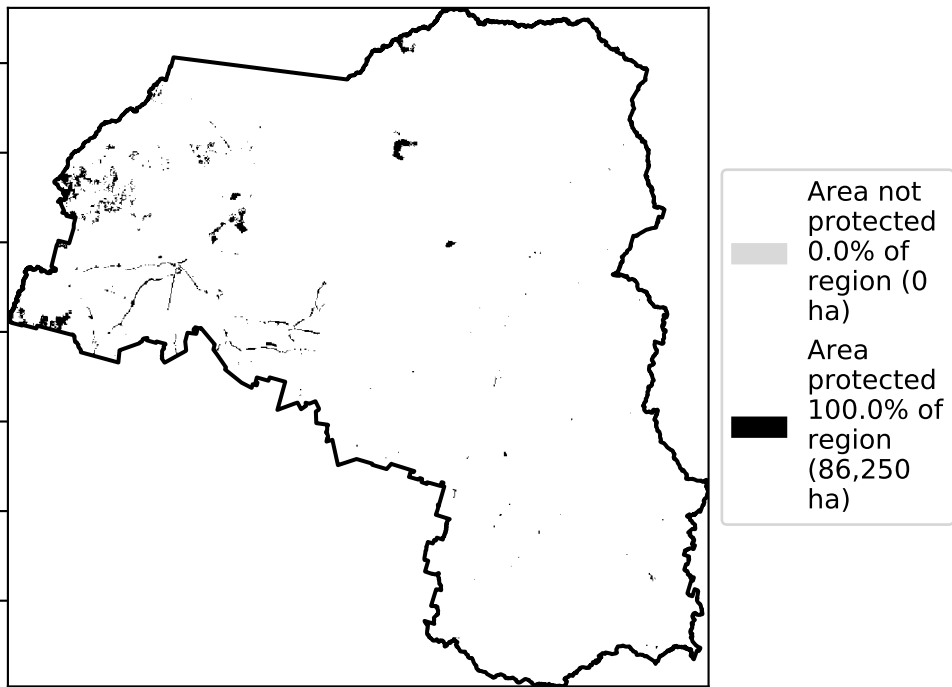 Area not
protected
0.0% of
region (0
ha)
Area
protected
100.0% of
region
(86,250
ha)